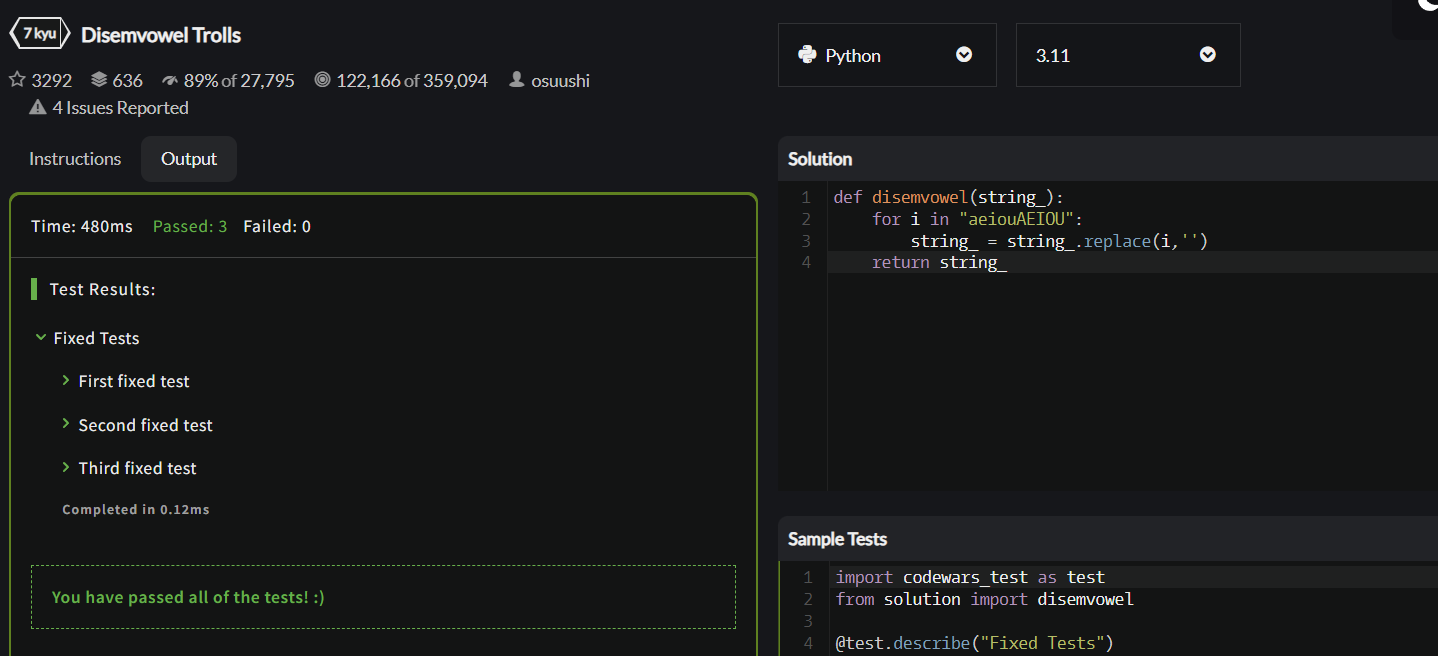 7 kyu Disemvowel Trolls
3292 636 89% of 27,795 122,166 of 359,094 osuushi
4 Issues Reported
Instructions Output
Time: 480ms Passed: 3 Failed: 0
Test Results:
Fixed Tests
First fixed test
Second fixed test
Third fixed test
Completed in 0.12ms
You have passed all of the tests! :)
Python 3.11
Solution
1 def disemvowel(string_):
2     for i in "aeiouAEIOU":
3         string_ = string_.replace(i,'')
4     return string_
Sample Tests
1 import codewars_test as test
2 from solution import disemvowel
3
4 @test.describe("Fixed Tests")